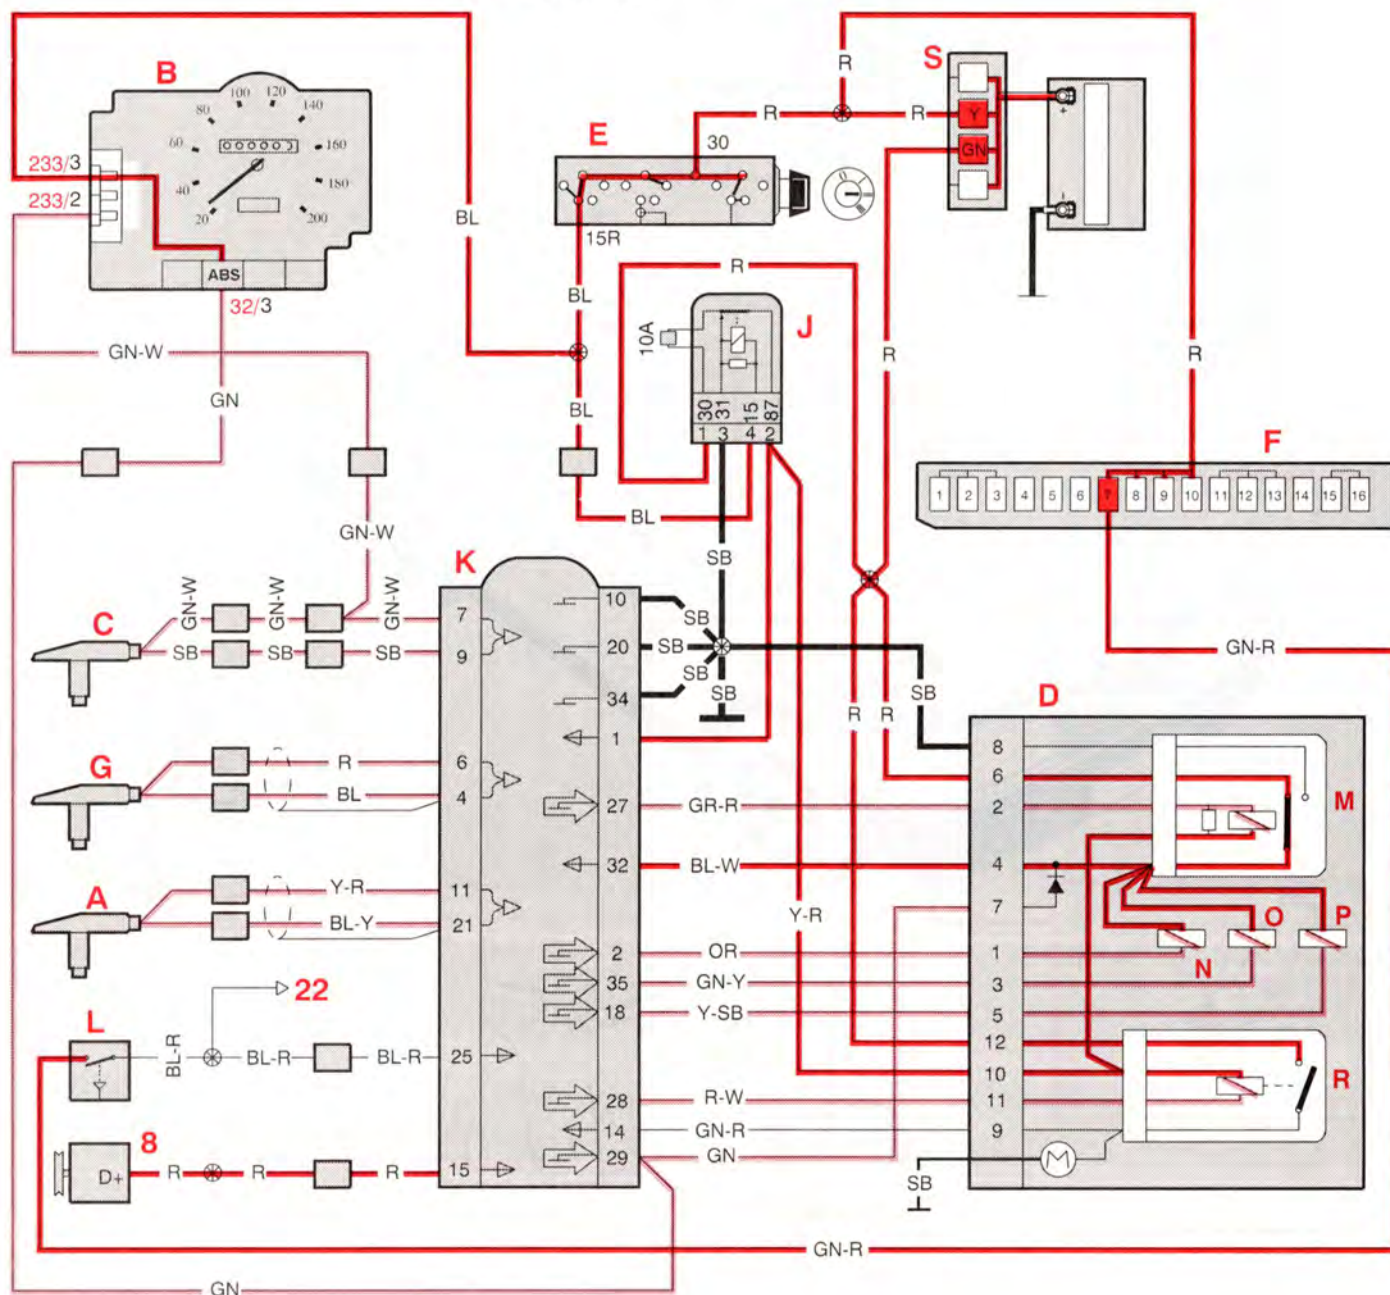 B
S
R
R
R
Y
GN
+
-
E
30
15R
0
20
40
60
80
100
120
140
160
180
200
ABS
233/3
233/2
32/3
BL
BL
BL
BL
R
J
10A
30
31
15
87
1 3 4 2
R
R
GN-W
GN
GN-W
F
1 2 3 4 5 6 7 8 9 10 11 12 13 14 15 16
GN-R
K
SB
C
GN-W
GN-W
GN-W
7
10
SB
SB
SB
SB
9
20
SB
SB
34
SB
SB
D
1
R
R
8
G
R
6
6
BL
4
27
GR-R
2
M
32
BL-W
4
A
Y-R
11
7
BL-Y
21
Y-R
O
P
N
2
OR
1
35
GN-Y
3
18
Y-SB
5
22
L
BL-R
BL-R
BL-R
25
12
10
R
28
R-W
11
14
GN-R
9
8
29
GN
D+
R
R
R
15
M
SB
GN-R
GN